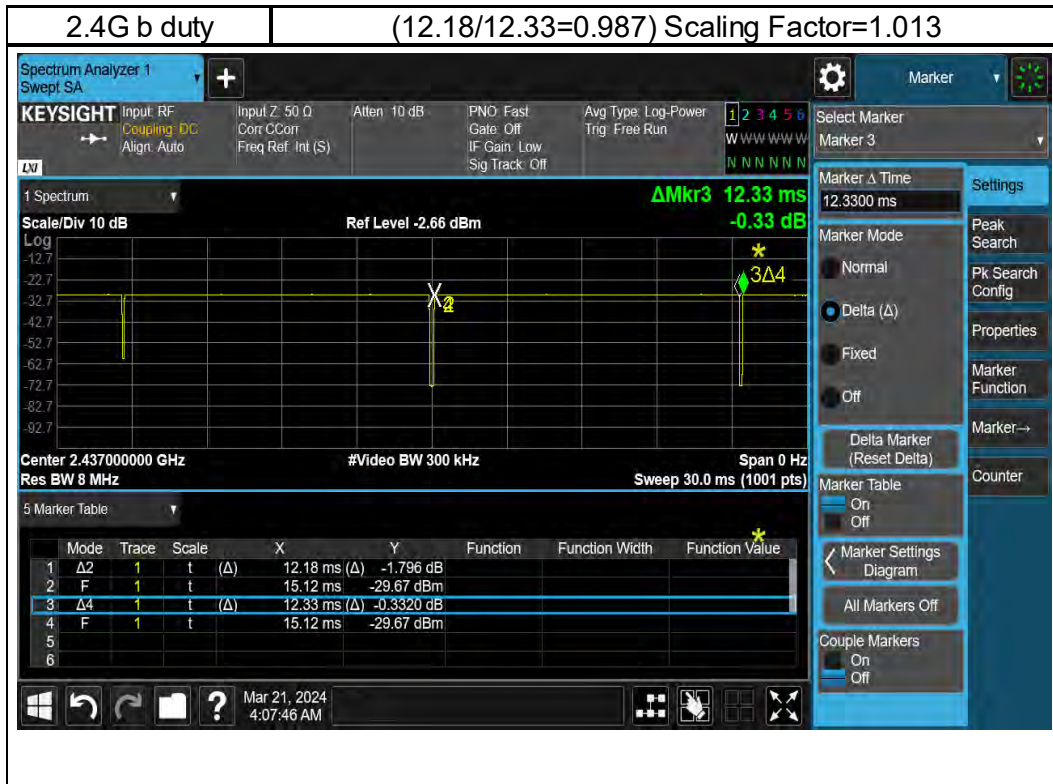 2.4G b duty (12.18/12.33=0.987) Scaling Factor=1.013
Spectrum Analyzer 1
Swept SA
+
Marker
KEYSIGHT Input: RF Input Z: 50 Ω Atten: 10 dB PNO: Fast Avg Type: Log-Power 1 2 3 4 5 6
Coupling: DC Corr CCorr Gate: Off Trig: Free Run W W W W W W
Align: Auto Freq Ref: Int (S) IF Gain: Low
LXI Sig Track: Off N N N N N N
Select Marker
Marker 3
1 Spectrum
ΔMkr3 12.33 ms
Scale/Div 10 dB Ref Level -2.66 dBm -0.33 dB
Log
-12.7
-22.7
-32.7
-42.7
-52.7
-62.7
-72.7
-82.7
-92.7
3Δ4
Center 2.437000000 GHz #Video BW 300 kHz Span 0 Hz
Res BW 8 MHz Sweep 30.0 ms (1001 pts)
5 Marker Table
Mode Trace Scale X Y Function Function Width Function Value
1 Δ2 1 t (Δ) 12.18 ms (Δ) -1.796 dB
2 F 1 t 15.12 ms -29.67 dBm
3 Δ4 1 t (Δ) 12.33 ms (Δ) -0.3320 dB
4 F 1 t 15.12 ms -29.67 dBm
5
6
Marker Δ Time
12.3300 ms
Marker Mode
Normal
Delta (Δ)
Fixed
Off
Delta Marker
(Reset Delta)
Marker Table
On
Off
Marker Settings
Diagram
All Markers Off
Couple Markers
On
Off
Settings
Peak
Search
Pk Search
Config
Properties
Marker
Function
Marker→
Counter
? Mar 21, 2024
4:07:46 AM